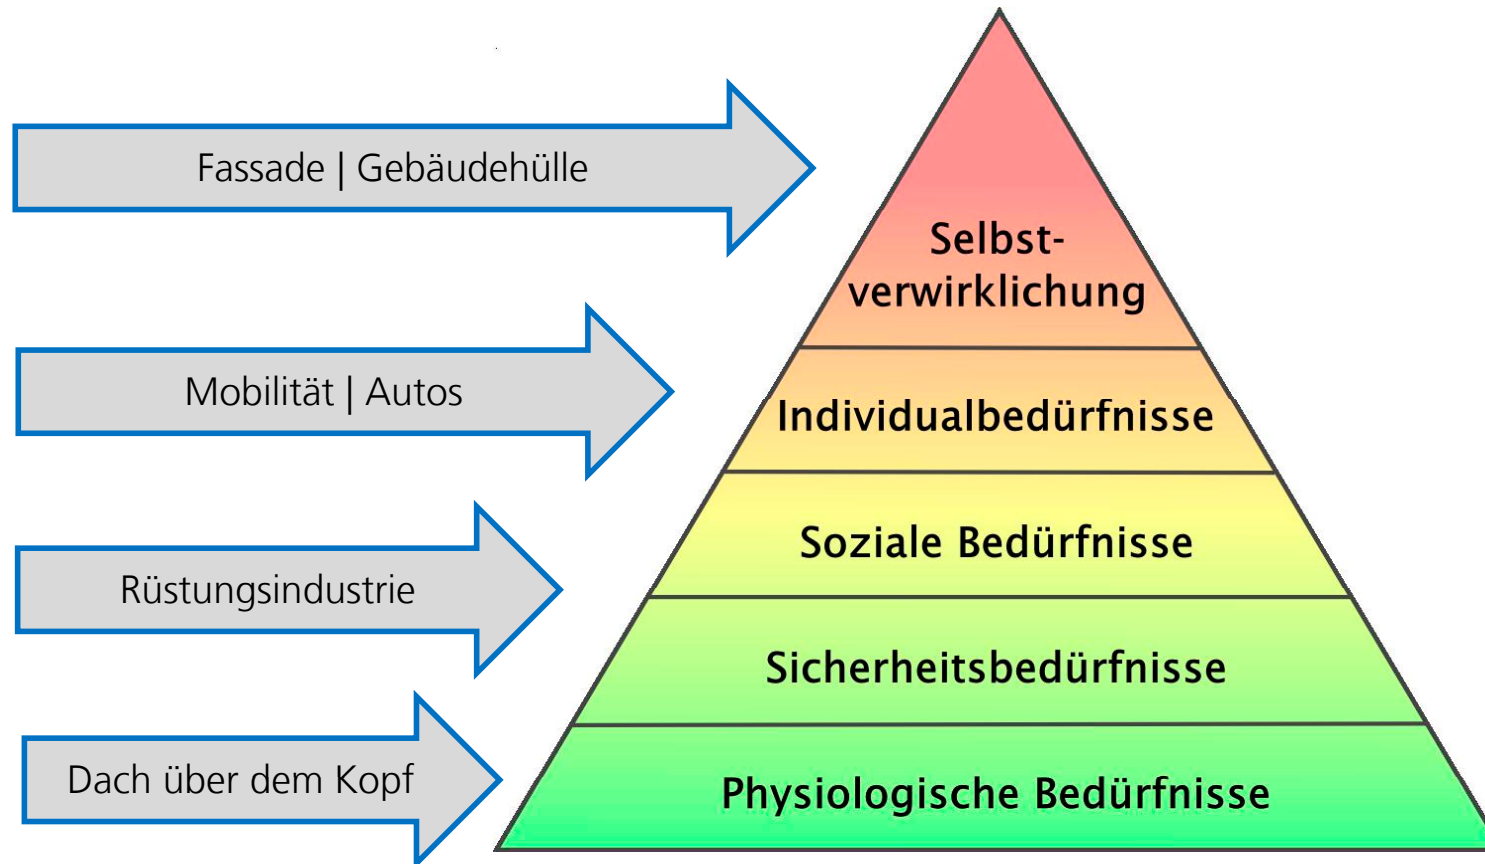 Fassade | Gebäudehülle
Selbst-
verwirklichung
Mobilität | Autos
Individualbedürfnisse
Soziale Bedürfnisse
Rüstungsindustrie
Sicherheitsbedürfnisse
Dach über dem Kopf
Physiologische Bedürfnisse